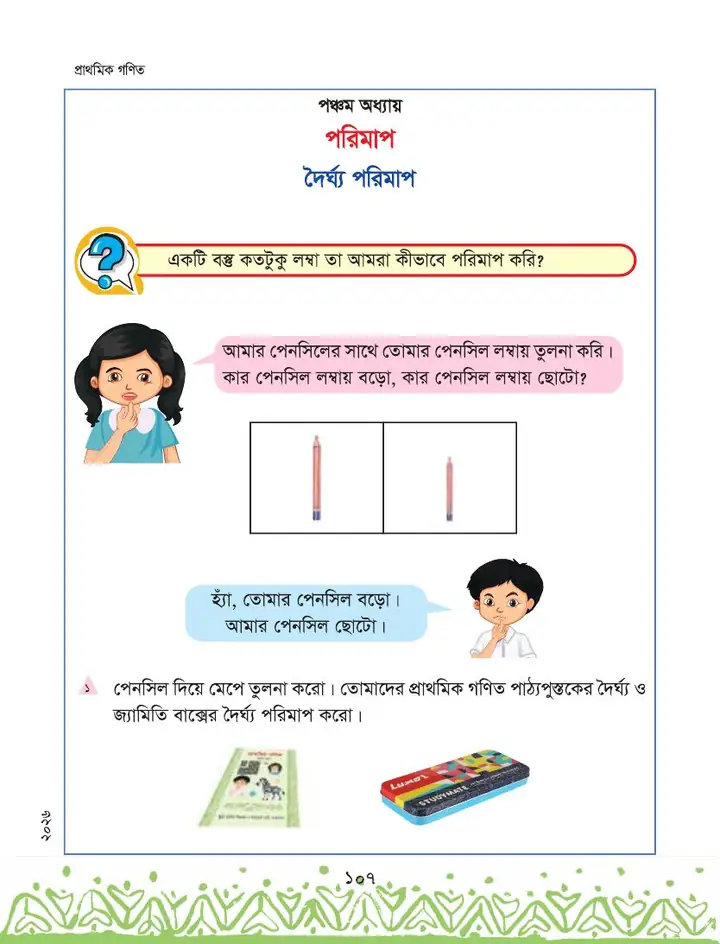 প্রাথমিক গণিত
পঞ্চম অধ্যায়
পরিমাপ
দৈর্ঘ্য পরিমাপ
একটি বস্তু কতটুকু লম্বা তা আমরা কীভাবে পরিমাপ করি?
আমার পেনসিলের সাথে তোমার পেনসিল লম্বায় তুলনা করি।
কার পেনসিল লম্বায় বড়ো, কার পেনসিল লম্বায় ছোটো?
হ্যাঁ, তোমার পেনসিল বড়ো।
আমার পেনসিল ছোটো।
১ পেনসিল দিয়ে মেপে তুলনা করো। তোমাদের প্রাথমিক গণিত পাঠ্যপুস্তকের দৈর্ঘ্য ও
জ্যামিতি বাক্সের দৈর্ঘ্য পরিমাপ করো।
STUDYMATE
২০২৬
১০৭